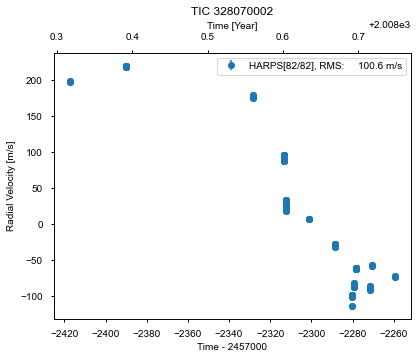 TIC 328070002
Time [Year]
+2.008e3
0.3 0.4 0.5 0.6 0.7
HARPS[82/82], RMS: 100.6 m/s
Radial Velocity [m/s]
200
150
100
50
0
−50
−100
−2420 −2400 −2380 −2360 −2340 −2320 −2300 −2280 −2260
Time - 2457000